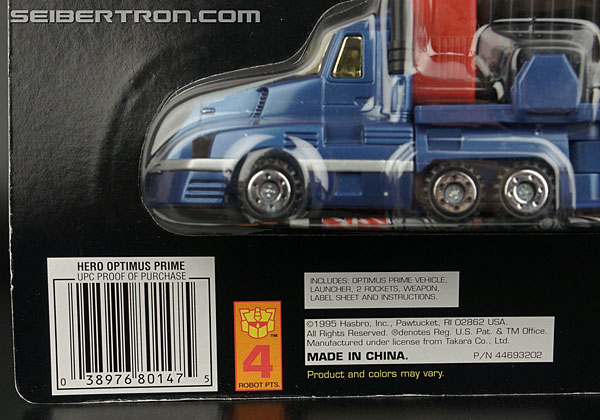 SEIBERTRON.COM
HERO OPTIMUS PRIME
UPC PROOF OF PURCHASE
0 38976 80147 5
4
ROBOT PTS.
INCLUDES: OPTIMUS PRIME VEHICLE,
LAUNCHER, 2 ROCKETS, WEAPON,
LABEL SHEET AND INSTRUCTIONS.
©1995 Hasbro, Inc., Pawtucket, RI 02862 USA.
All Rights Reserved. ®denotes Reg. U.S. Pat. & TM Office.
Manufactured under license from Takara Co., Ltd.
MADE IN CHINA. P/N 44693202
Product and colors may vary.